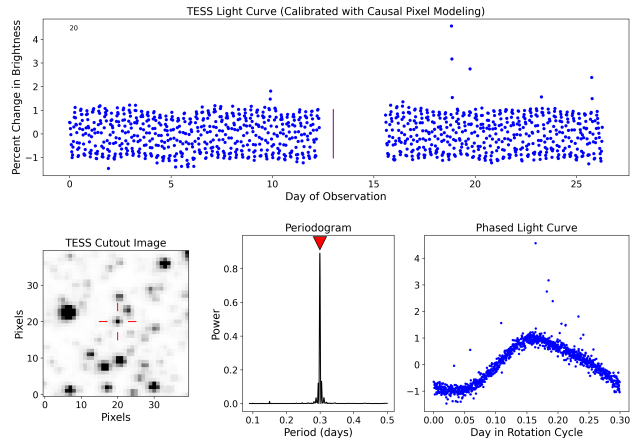 TESS Light Curve (Calibrated with Causal Pixel Modeling)
20
Percent Change in Brightness
4
3
2
1
0
−1
0 5 10 15 20 25
Day of Observation
TESS Cutout Image
Pixels
30
20
10
0
0 10 20 30
Pixels
Periodogram
Power
0.8
0.6
0.4
0.2
0.0
0.1 0.2 0.3 0.4 0.5
Period (days)
Phased Light Curve
4
3
2
1
0
−1
0.00 0.05 0.10 0.15 0.20 0.25 0.30
Day in Rotation Cycle